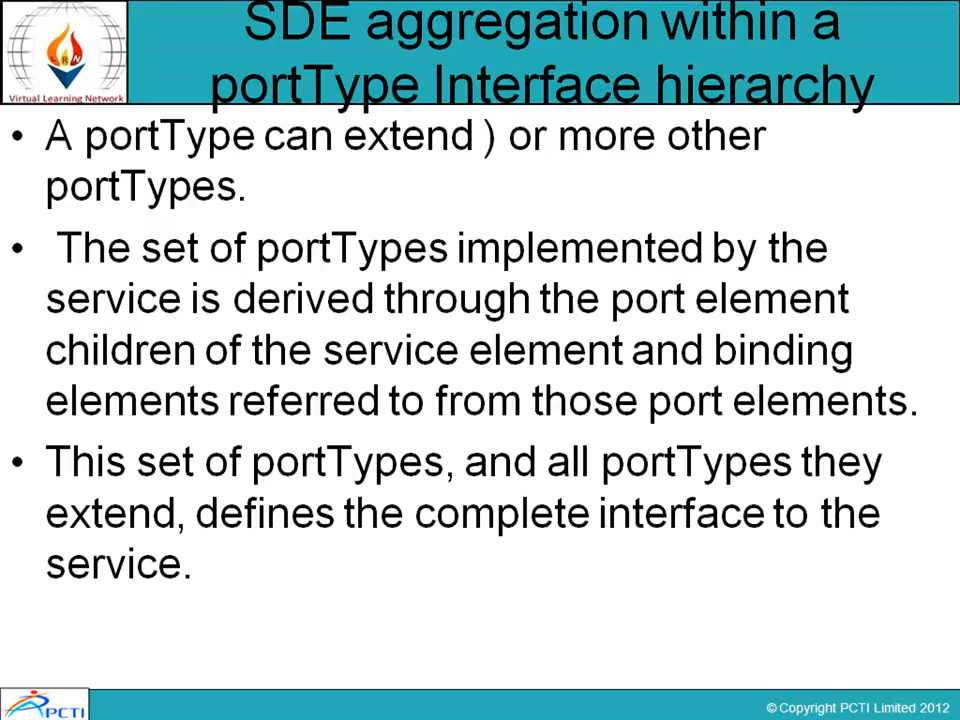 SDE aggregation within a
portType Interface hierarchy
Virtual Learning Network
• A portType can extend ) or more other
portTypes.
• The set of portTypes implemented by the
service is derived through the port element
children of the service element and binding
elements referred to from those port elements.
• This set of portTypes, and all portTypes they
extend, defines the complete interface to the
service.
PCTI
© Copyright PCTI Limited 2012